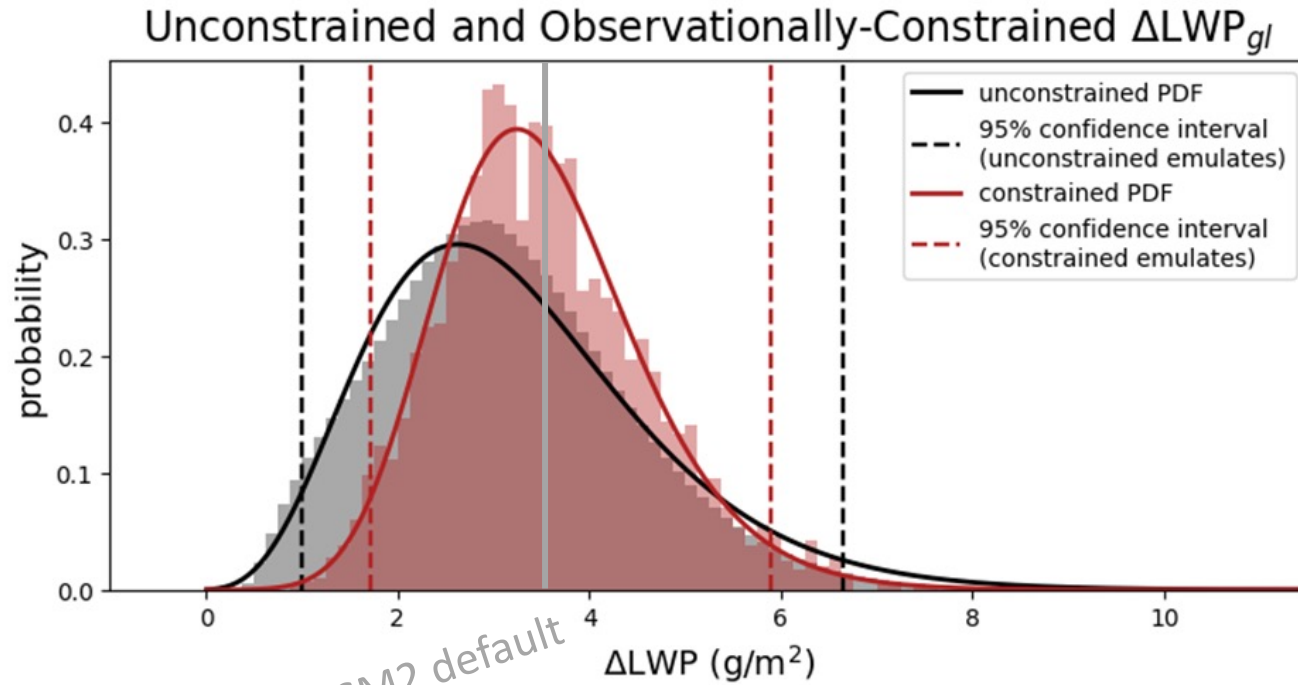 Unconstrained and Observationally-Constrained ΔLWP_gl
unconstrained PDF
95% confidence interval
(unconstrained emulates)
constrained PDF
95% confidence interval
(constrained emulates)
probability
0.4
0.3
0.2
0.1
0.0
0 2 4 6 8 10
ΔLWP (g/m²)
default